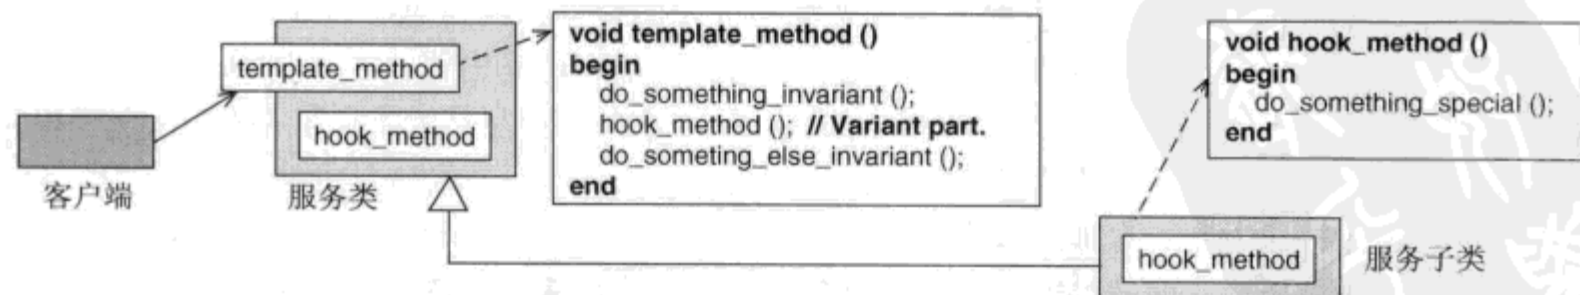 template_method
hook_method
客户端
服务类
void template_method ()
begin
do_something_invariant ();
hook_method (); // Variant part.
do_someting_else_invariant ();
end
void hook_method ()
begin
do_something_special ();
end
hook_method
服务子类